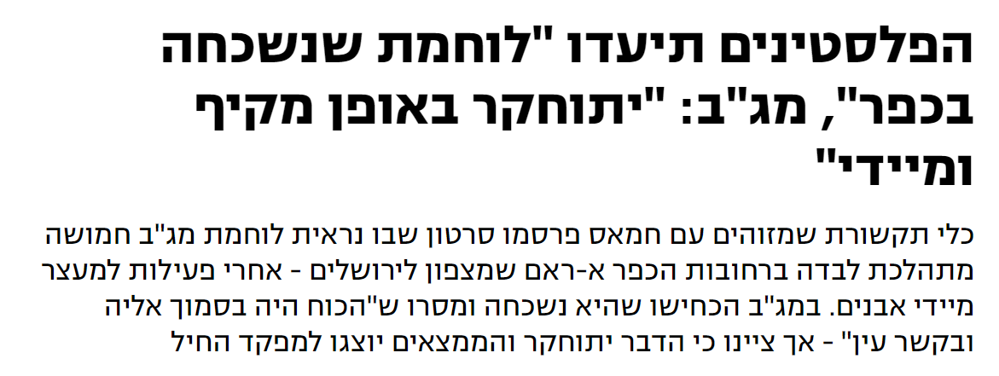 הפלסטינים תיעדו "לוחמת שנשכחה
בכפר", מג"ב: "יתוחקר באופן מקיף
ומיידי"
כלי תקשורת שמזוהים עם חמאס פרסמו סרטון שבו נראית לוחמת מג"ב חמושה
מתהלכת לבדה ברחובות הכפר א-ראם שמצפון לירושלים - אחרי פעילות למעצר
מיידי אבנים. במג"ב הכחישו שהיא נשכחה ומסרו ש"הכוח היה בסמוך אליה
ובקשר עין" - אך ציינו כי הדבר יתוחקר והממצאים יוצגו למפקד החיל